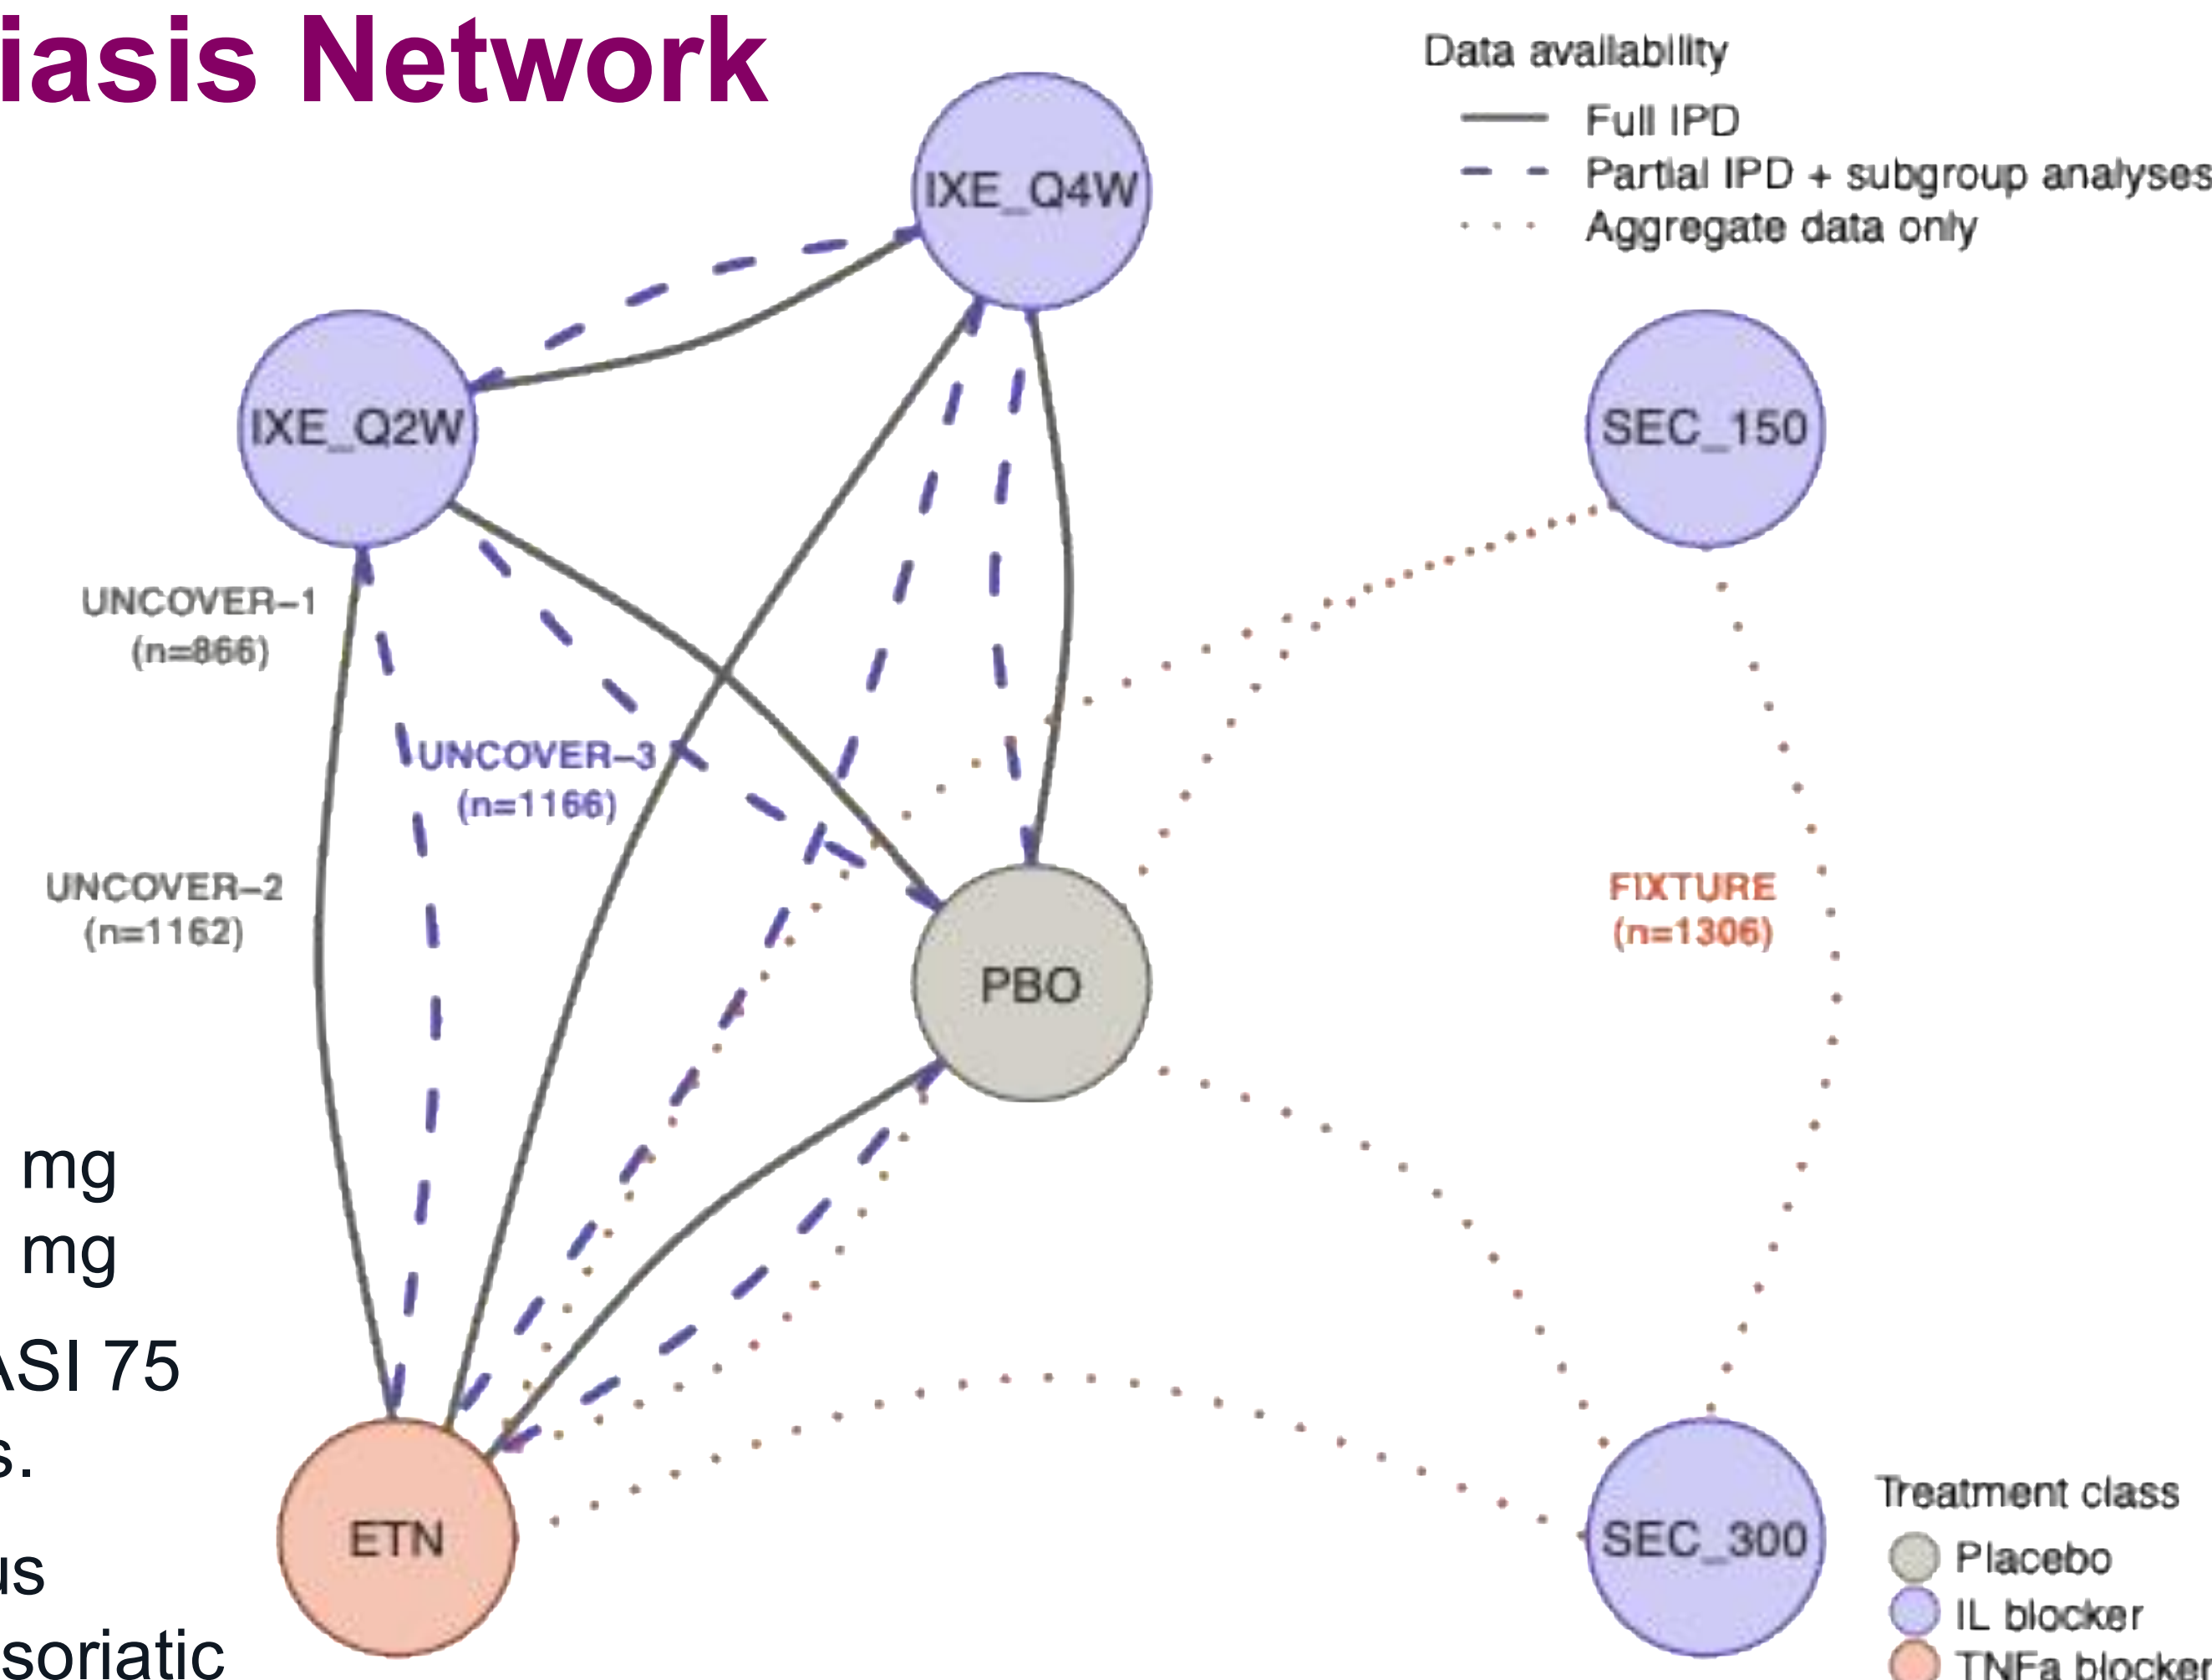 iasis Network
Data availability
Full IPD
Partial IPD + subgroup analyses
Aggregate data only
IXE_Q4W
IXE_Q2W
SEC_150
UNCOVER–1
(n=866)
UNCOVER–3
(n=1166)
UNCOVER–2
(n=1162)
FIXTURE
(n=1306)
PBO
mg
mg
ASI 75
s.
us
soriatic
ETN
SEC_300
Treatment class
Placebo
IL blocker
TNFa blocker